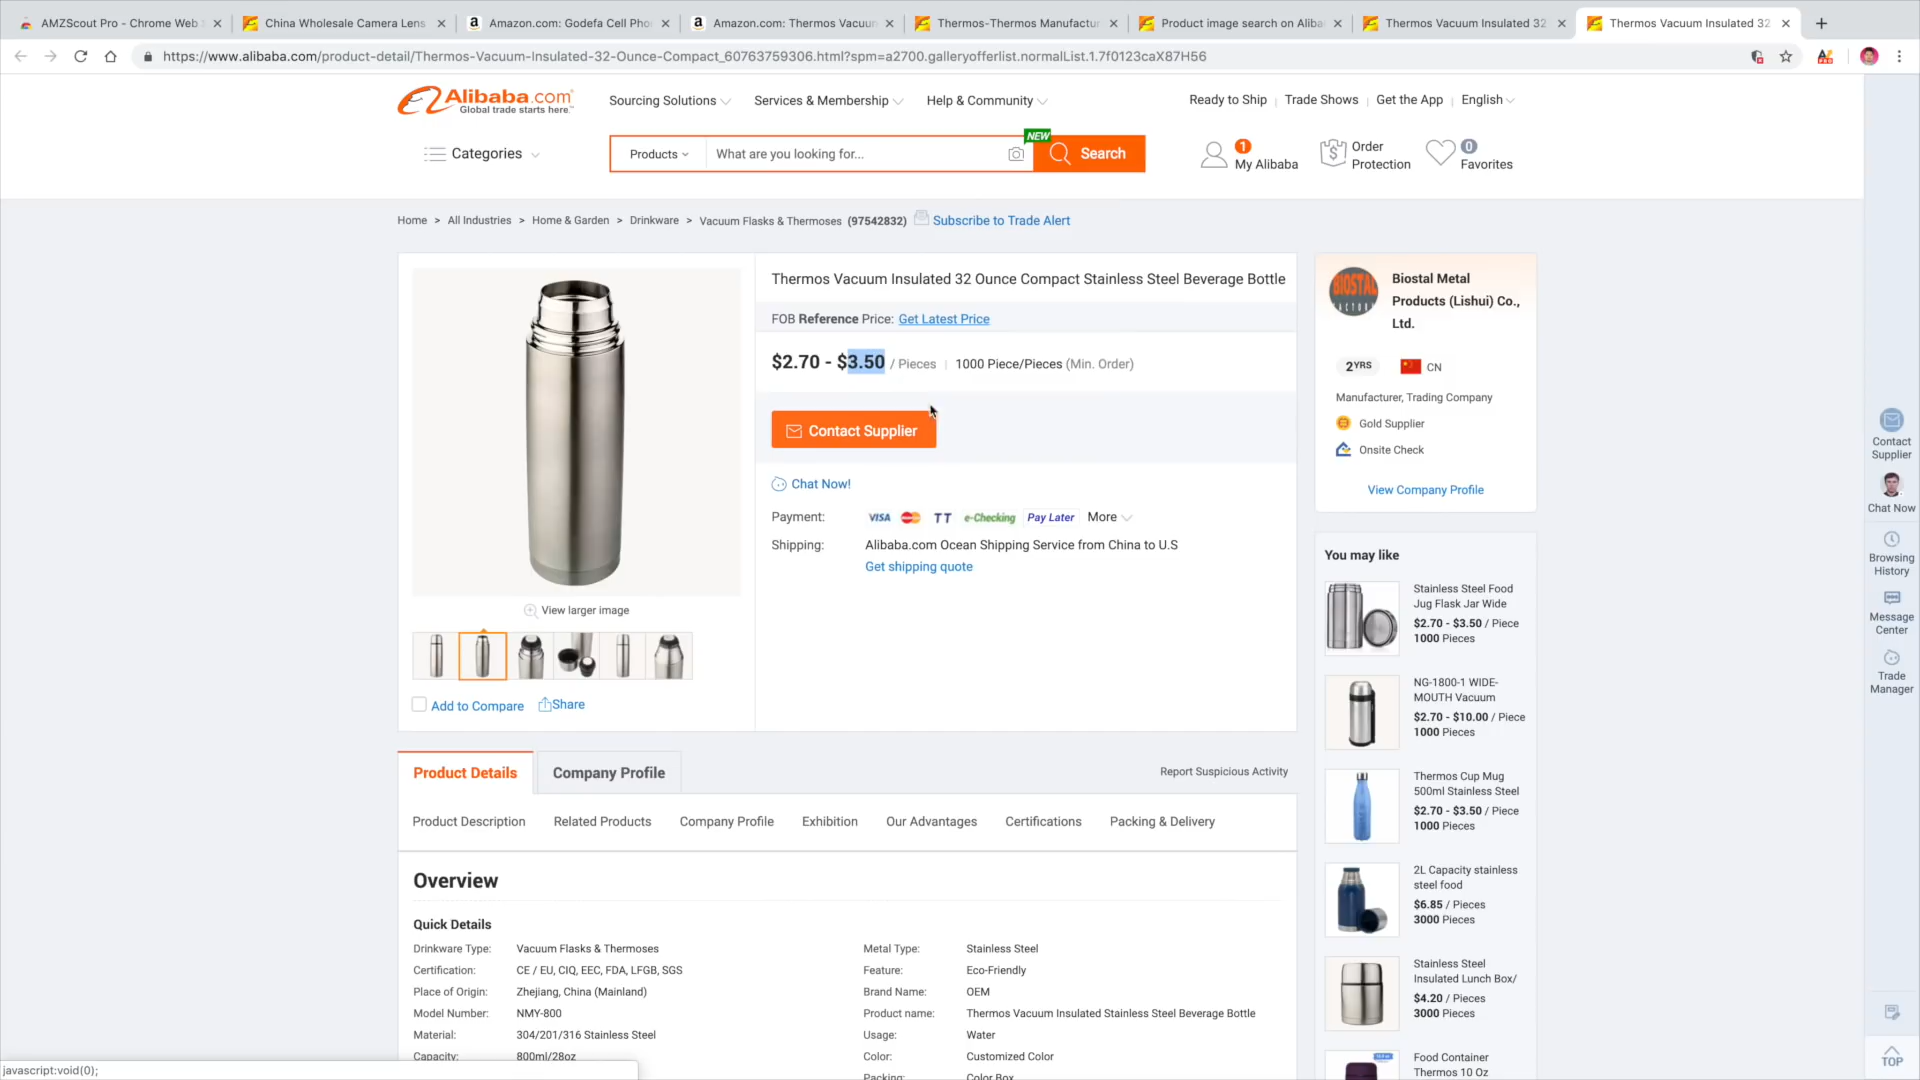 AMZScout Pro - Chrome Web S
China Wholesale Camera Lens
Amazon.com: Godefa Cell Pho
Amazon.com: Thermos Vacuum
Thermos-Thermos Manufactur
Product image search on Aliba
Thermos Vacuum Insulated 32
Thermos Vacuum Insulated 32
https://www.alibaba.com/product-detail/Thermos-Vacuum-Insulated-32-Ounce-Compact_60763759306.html?spm=a2700.galleryofferlist.normalList.1.7f0123caX87H56
Alibaba.com
Global trade starts here.™
Sourcing Solutions
Services & Membership
Help & Community
Ready to Ship
Trade Shows
Get the App
English
Categories
Products
What are you looking for...
NEW
Search
1
My Alibaba
Order
Protection
0
Favorites
Home > All Industries > Home & Garden > Drinkware > Vacuum Flasks & Thermoses (97542832)
Subscribe to Trade Alert
Thermos Vacuum Insulated 32 Ounce Compact Stainless Steel Beverage Bottle
FOB Reference Price: Get Latest Price
$2.70 - $3.50 / Pieces | 1000 Piece/Pieces (Min. Order)
Contact Supplier
Chat Now!
Payment: VISA TT e-Checking Pay Later More
Shipping: Alibaba.com Ocean Shipping Service from China to U.S
Get shipping quote
View larger image
Add to Compare
Share
BIOSTAL
FACTORY
Biostal Metal
Products (Lishui) Co.,
Ltd.
2YRS
CN
Manufacturer, Trading Company
Gold Supplier
Onsite Check
View Company Profile
You may like
Stainless Steel Food
Jug Flask Jar Wide
$2.70 - $3.50 / Piece
1000 Pieces
NG-1800-1 WIDE-
MOUTH Vacuum
$2.70 - $10.00 / Piece
1000 Pieces
Thermos Cup Mug
500ml Stainless Steel
$2.70 - $3.50 / Piece
1000 Pieces
2L Capacity stainless
steel food
$6.85 / Pieces
3000 Pieces
Stainless Steel
Insulated Lunch Box/
$4.20 / Pieces
3000 Pieces
Food Container
Thermos 10 Oz
Contact
Supplier
Chat Now
Browsing
History
Message
Center
Trade
Manager
TOP
Product Details
Company Profile
Report Suspicious Activity
Product Description
Related Products
Company Profile
Exhibition
Our Advantages
Certifications
Packing & Delivery
Overview
Quick Details
Drinkware Type: Vacuum Flasks & Thermoses
Metal Type: Stainless Steel
Certification: CE / EU, CIQ, EEC, FDA, LFGB, SGS
Feature: Eco-Friendly
Place of Origin: Zhejiang, China (Mainland)
Brand Name: OEM
Model Number: NMY-800
Product name: Thermos Vacuum Insulated Stainless Steel Beverage Bottle
Material: 304/201/316 Stainless Steel
Usage: Water
Capacity: 800ml/28oz
Color: Customized Color
Packing: Color Box
javascript:void(0);